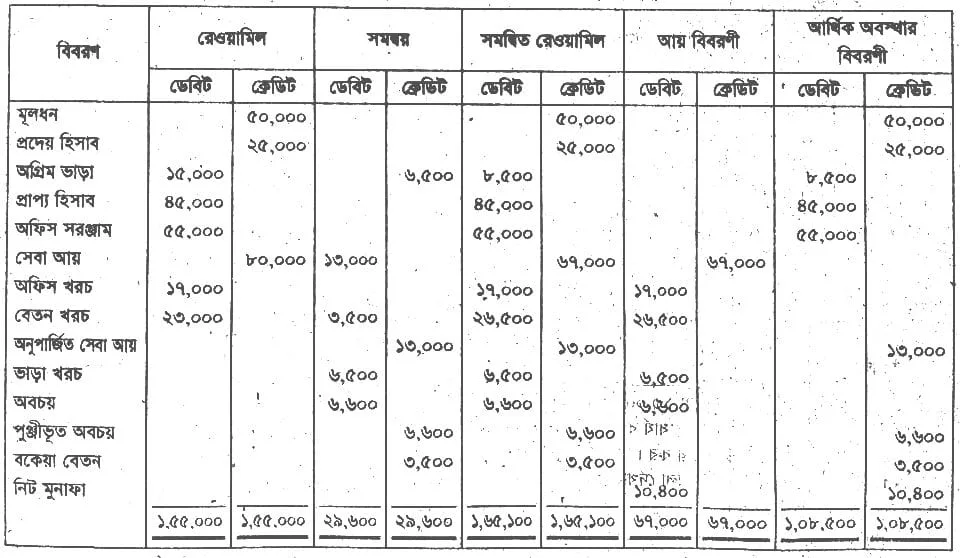 বিবরণ রেওয়ামিল সমন্বয় সমন্বিত রেওয়ামিল আয় বিবরণী আর্থিক অবস্থার বিবরণী
ডেবিট ক্রেডিট ডেবিট ক্রেডিট ডেবিট ক্রেডিট ডেবিট ক্রেডিট ডেবিট ক্রেডিট
মূলধন ৫০,০০০ ৫০,০০০ ৫০,০০০
প্রদেয় হিসাব ২৫,০০০ ২৫,০০০ ২৫,০০০
অগ্রিম ভাড়া ১৫,০০০ ৬,৫০০ ৮,৫০০ ৮,৫০০
প্রাপ্য হিসাব ৪৫,০০০ ৪৫,০০০ ৪৫,০০০
অফিস সরঞ্জাম ৫৫,০০০ ৫৫,০০০ ৫৫,০০০
সেবা আয় ৮০,০০০ ১৩,০০০ ৬৭,০০০ ৬৭,০০০
অফিস খরচ ১৭,০০০ ১৭,০০০ ১৭,০০০
বেতন খরচ ২৩,০০০ ৩,৫০০ ২৬,৫০০ ২৬,৫০০
অনুপার্জিত সেবা আয় ১৩,০০০ ১৩,০০০ ১৩,০০০
ভাড়া খরচ ৬,৫০০ ৬,৫০০ ৬,৫০০
অবচয় ৬,৬০০ ৬,৬০০ ৬,৬০০
পুঞ্জীভূত অবচয় ৬,৬০০ ৬,৬০০ ৬,৬০০
বকেয়া বেতন ৩,৫০০ ৩,৫০০ ৩,৫০০
নিট মুনাফা ১০,৪০০ ১০,৪০০
১,৫৫,০০০ ১,৫৫,০০০ ২৯,৬০০ ২৯,৬০০ ১,৬৫,১০০ ১,৬৫,১০০ ৬৭,০০০ ৬৭,০০০ ১,০৮,৫০০ ১,০৮,৫০০